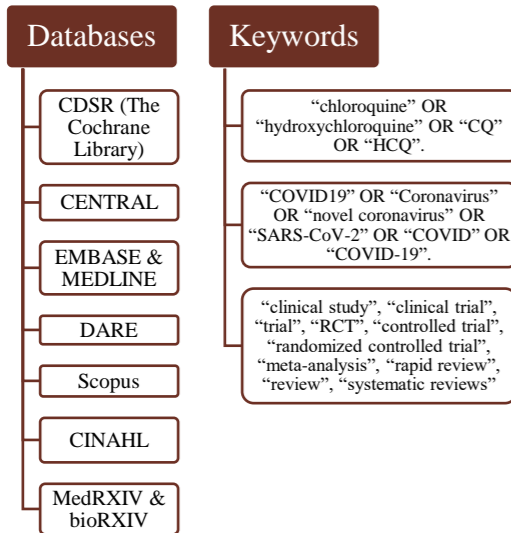 Databases
CDSR (The
Cochrane
Library)
CENTRAL
EMBASE &
MEDLINE
DARE
Scopus
CINAHL
MedRXIV &
bioRXIV
Keywords
“chloroquine” OR
“hydroxychloroquine” OR “CQ”
OR “HCQ”.
“COVID19” OR “Coronavirus”
OR “novel coronavirus” OR
“SARS-CoV-2” OR “COVID” OR
“COVID-19”.
“clinical study”, “clinical trial”,
“trial”, “RCT”, “controlled trial”,
“randomized controlled trial”,
“meta-analysis”, “rapid review”,
“review”, “systematic reviews”